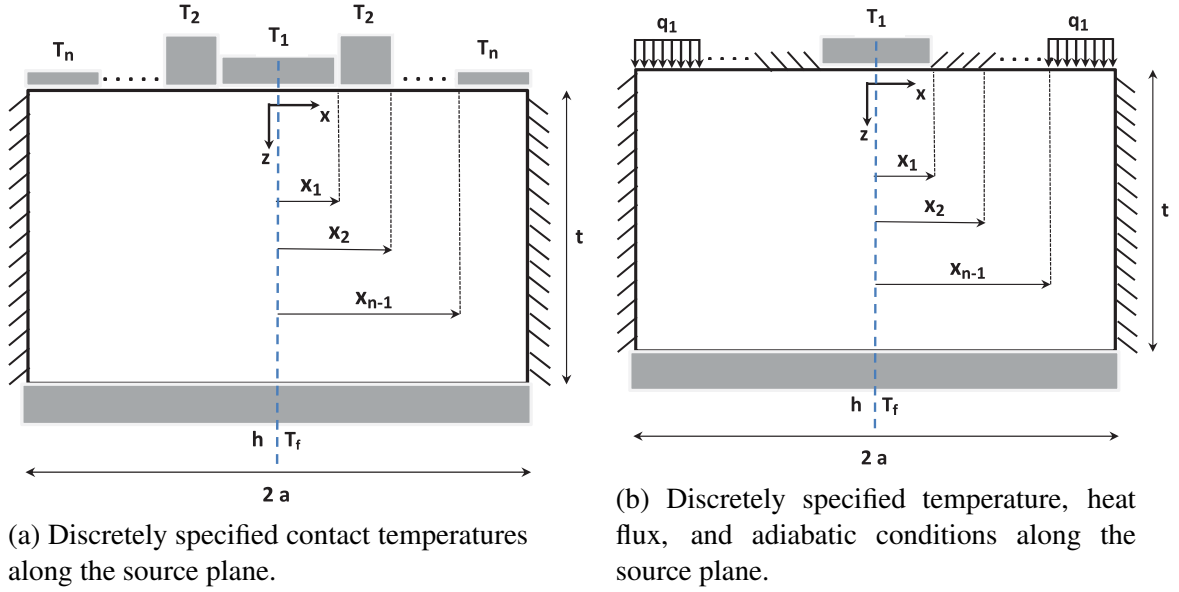 T2 T2
T1
Tn Tn
x
z
x1
x2
xn-1
t
h Tf
2 a
(a) Discretely specified contact temperatures
along the source plane.
q1 T1 q1
x
z
x1
x2
xn-1
t
h Tf
2 a
(b) Discretely specified temperature, heat
flux, and adiabatic conditions along the
source plane.